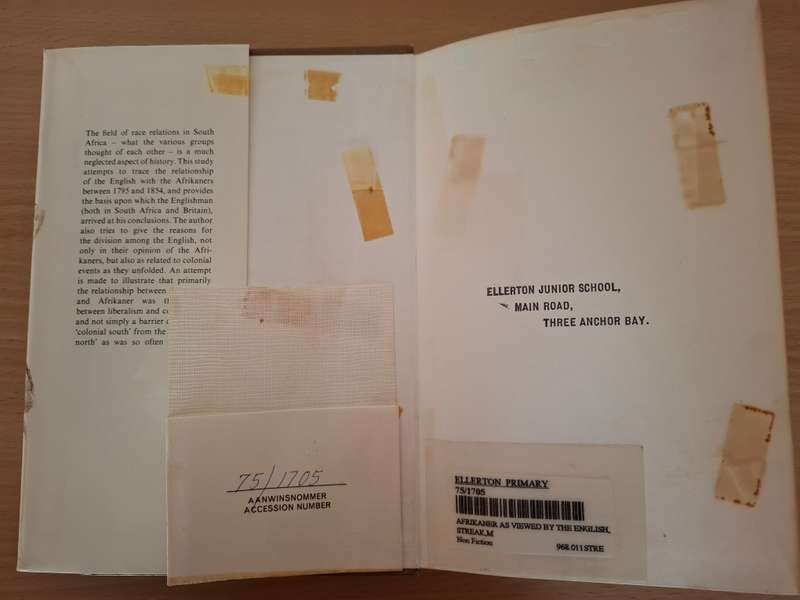 The field of race relations in South
Africa – what the various groups
thought of each other – is a much
neglected aspect of history. This study
attempts to trace the relationship
of the English with the Afrikaners
between 1795 and 1854, and provides
the basis upon which the Englishman
(both in South Africa and Britain),
arrived at his conclusions. The author
also tries to give the reasons for
the division among the English, not
only in their opinion of the Afri-
kaners, but also as related to colonial
events as they unfolded. An attempt
is made to illustrate that primarily
the relationship between
and Afrikaner was
between liberalism and
and not simply a barrier
'colonial south' from the
north' as was so often
75/1705
AANWINSNOMMER
ACCESSION NUMBER
ELLERTON JUNIOR SCHOOL,
MAIN ROAD,
THREE ANCHOR BAY.
ELLERTON PRIMARY
75/1705
AFRIKANER AS VIEWED BY THE ENGLISH,
STREAK,M
Non Fiction 968.011STRE